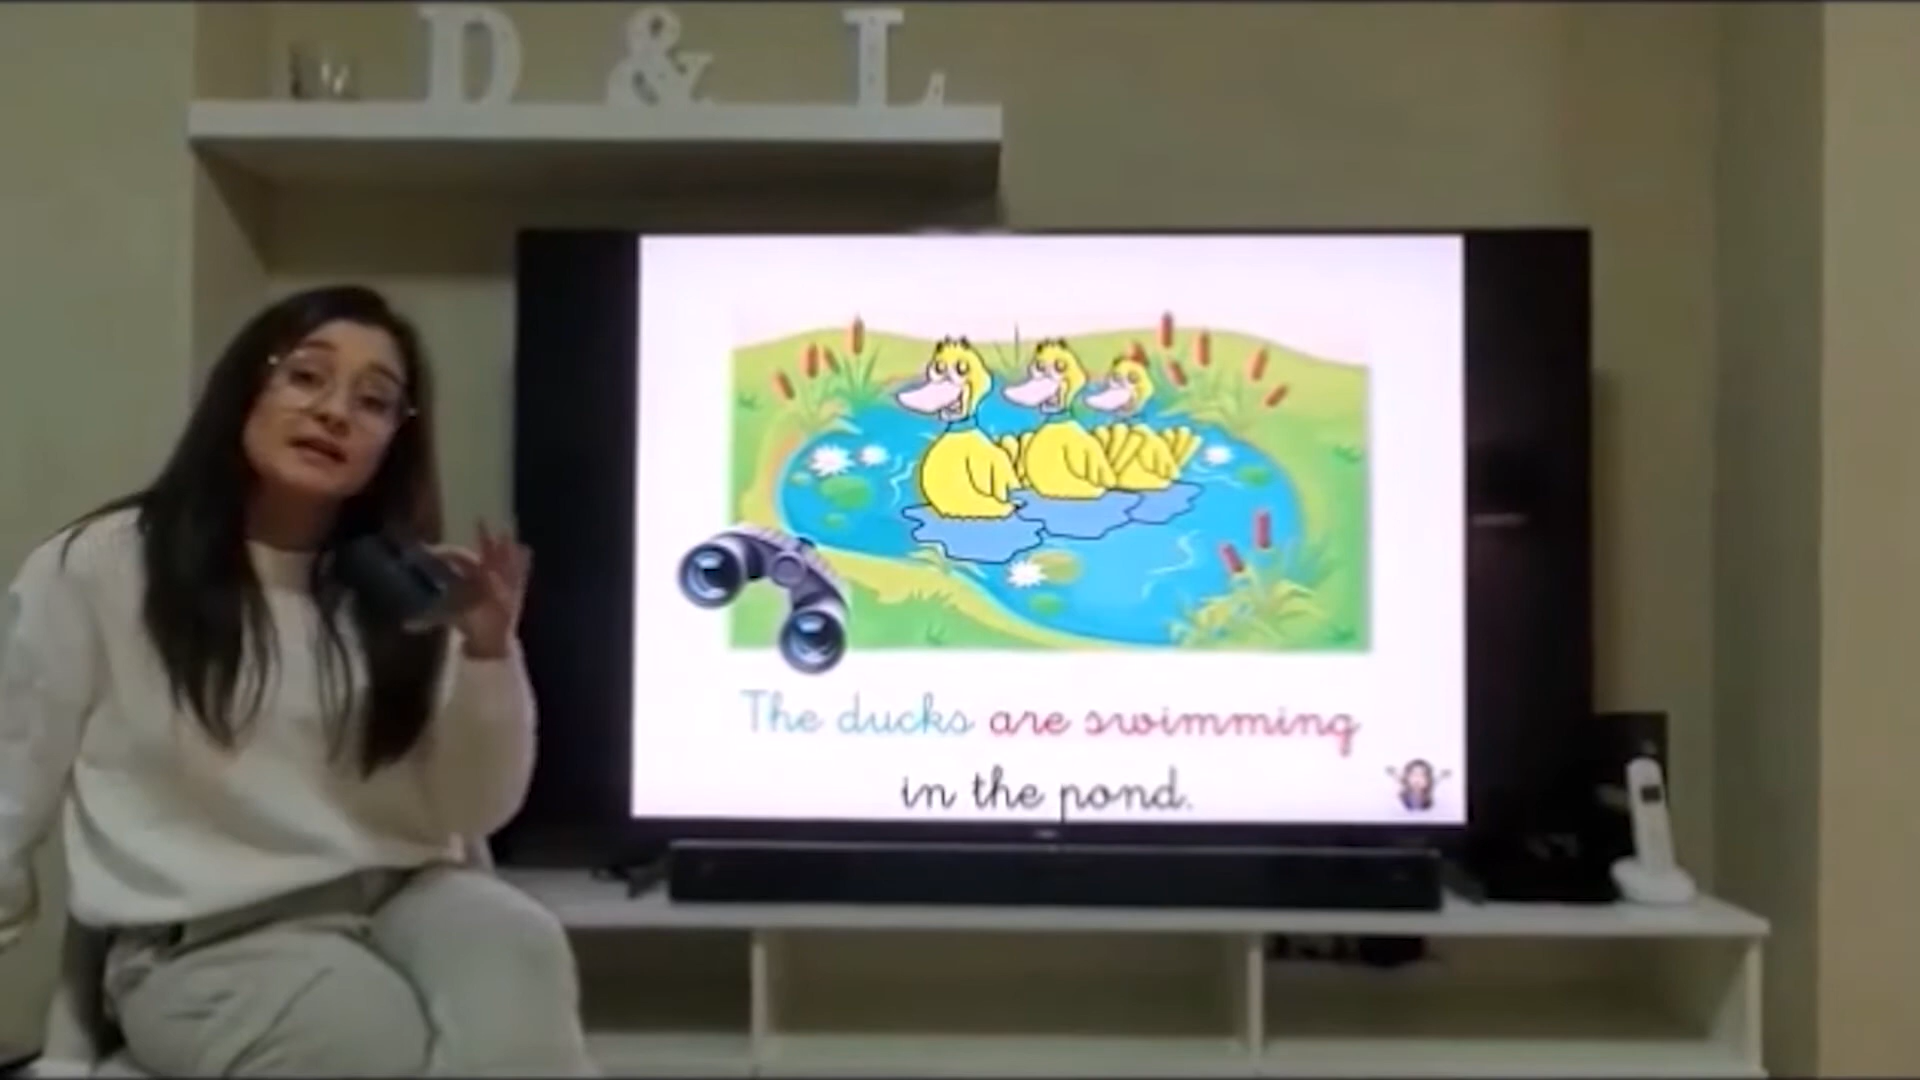 D & L
The ducks are swimming
in the pond.